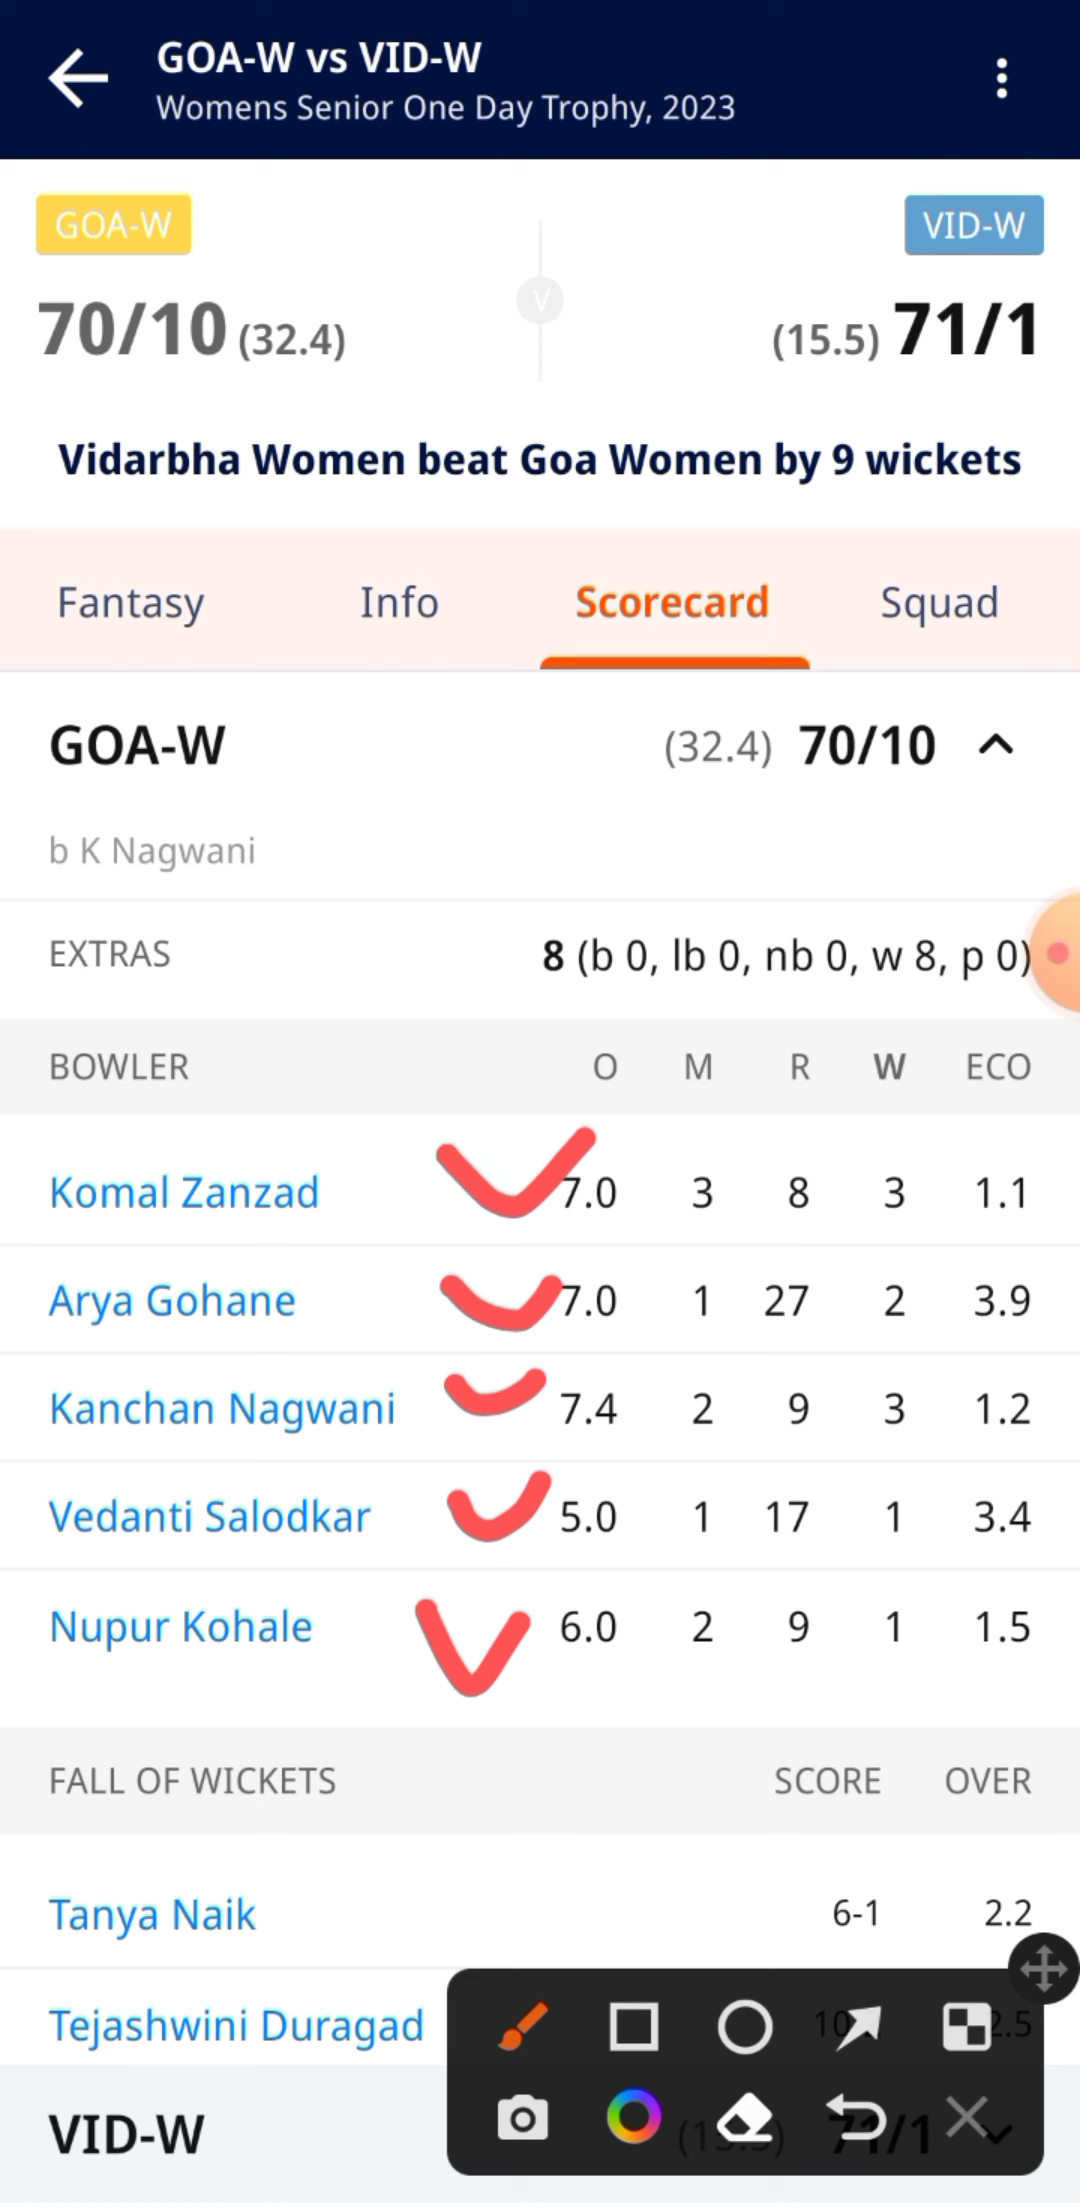 GOA-W vs VID-W
Womens Senior One Day Trophy, 2023
GOA-W VID-W
V
70/10 (32.4) (15.5) 71/1
Vidarbha Women beat Goa Women by 9 wickets
Fantasy Info Scorecard Squad
GOA-W (32.4) 70/10
b K Nagwani
EXTRAS 8 (b 0, lb 0, nb 0, w 8, p 0)
BOWLER O M R W ECO
Komal Zanzad 7.0 3 8 3 1.1
Arya Gohane 7.0 1 27 2 3.9
Kanchan Nagwani 7.4 2 9 3 1.2
Vedanti Salodkar 5.0 1 17 1 3.4
Nupur Kohale 6.0 2 9 1 1.5
FALL OF WICKETS SCORE OVER
Tanya Naik 6-1 2.2
Tejashwini Duragad
VID-W 71/1